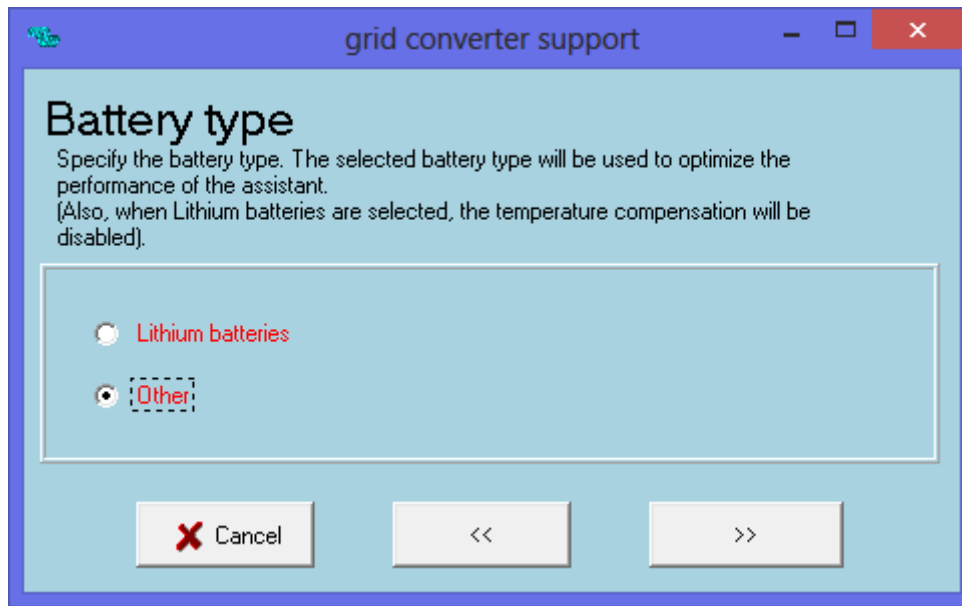 grid converter support
Battery type
Specify the battery type. The selected battery type will be used to optimize the
performance of the assistant.
(Also, when Lithium batteries are selected, the temperature compensation will be
disabled).
Lithium batteries
Other
Cancel
<<
>>